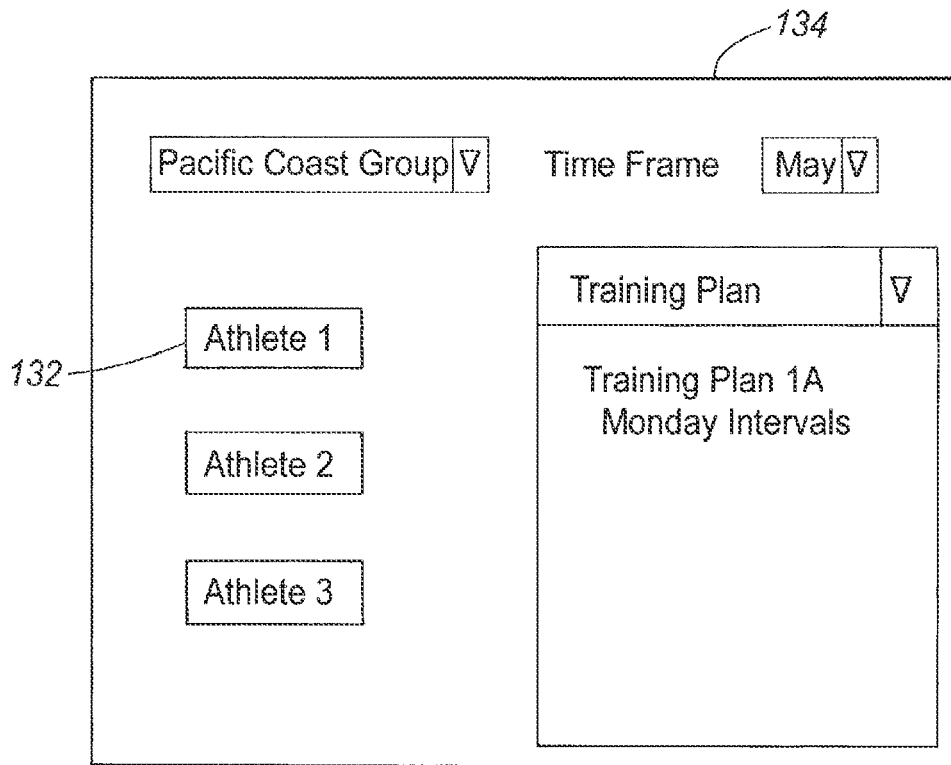 134
Pacific Coast Group ∇ Time Frame May ∇
Training Plan ∇
Athlete 1
132
Training Plan 1A
Monday Intervals
Athlete 2
Athlete 3